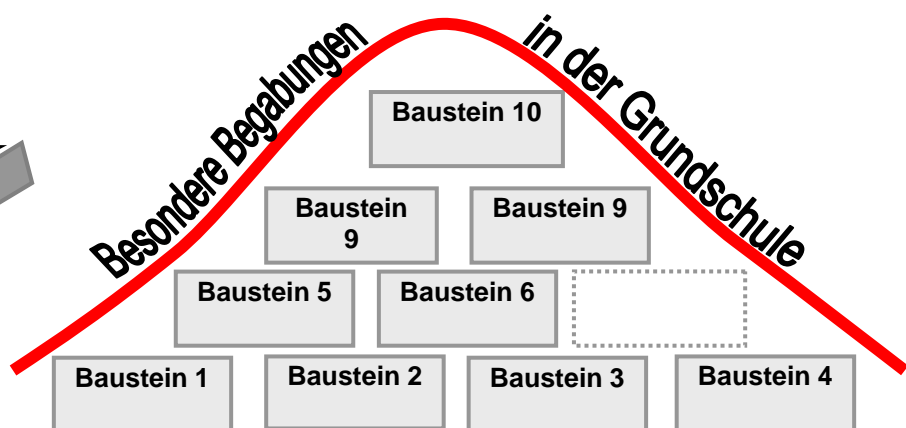 Besondere Begabungen in der Grundschule
Baustein 10
Baustein
9
Baustein 9
Baustein 5
Baustein 6
Baustein 1
Baustein 2
Baustein 3
Baustein 4